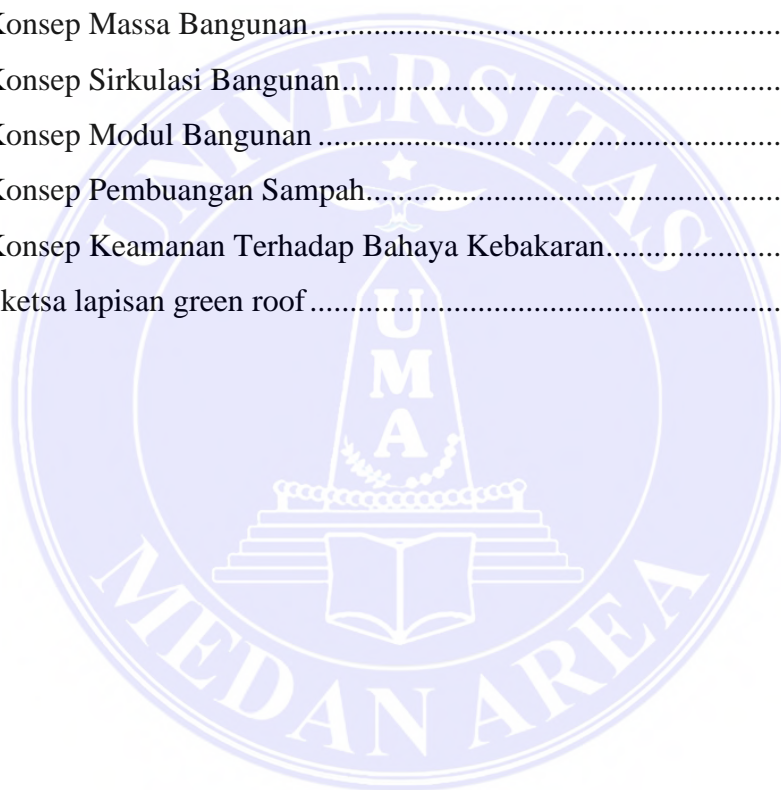 Konsep Massa Bangunan............................................................
Konsep Sirkulasi Bangunan.......................................................
Konsep Modul Bangunan ..........................................................
Konsep Pembuangan Sampah.....................................................
Konsep Keamanan Terhadap Bahaya Kebakaran......................
ketsa lapisan green roof ............................................................
UNIVERSITAS
U
M
A
MEDAN AREA